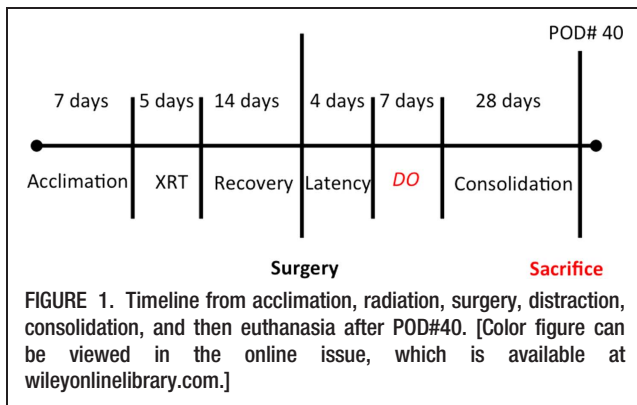 POD# 40
7 days 5 days 14 days 4 days 7 days 28 days
Acclimation XRT Recovery Latency DO Consolidation
Surgery Sacrifice
FIGURE 1. Timeline from acclimation, radiation, surgery, distraction,
consolidation, and then euthanasia after POD#40. [Color figure can
be viewed in the online issue, which is available at
wileyonlinelibrary.com.]